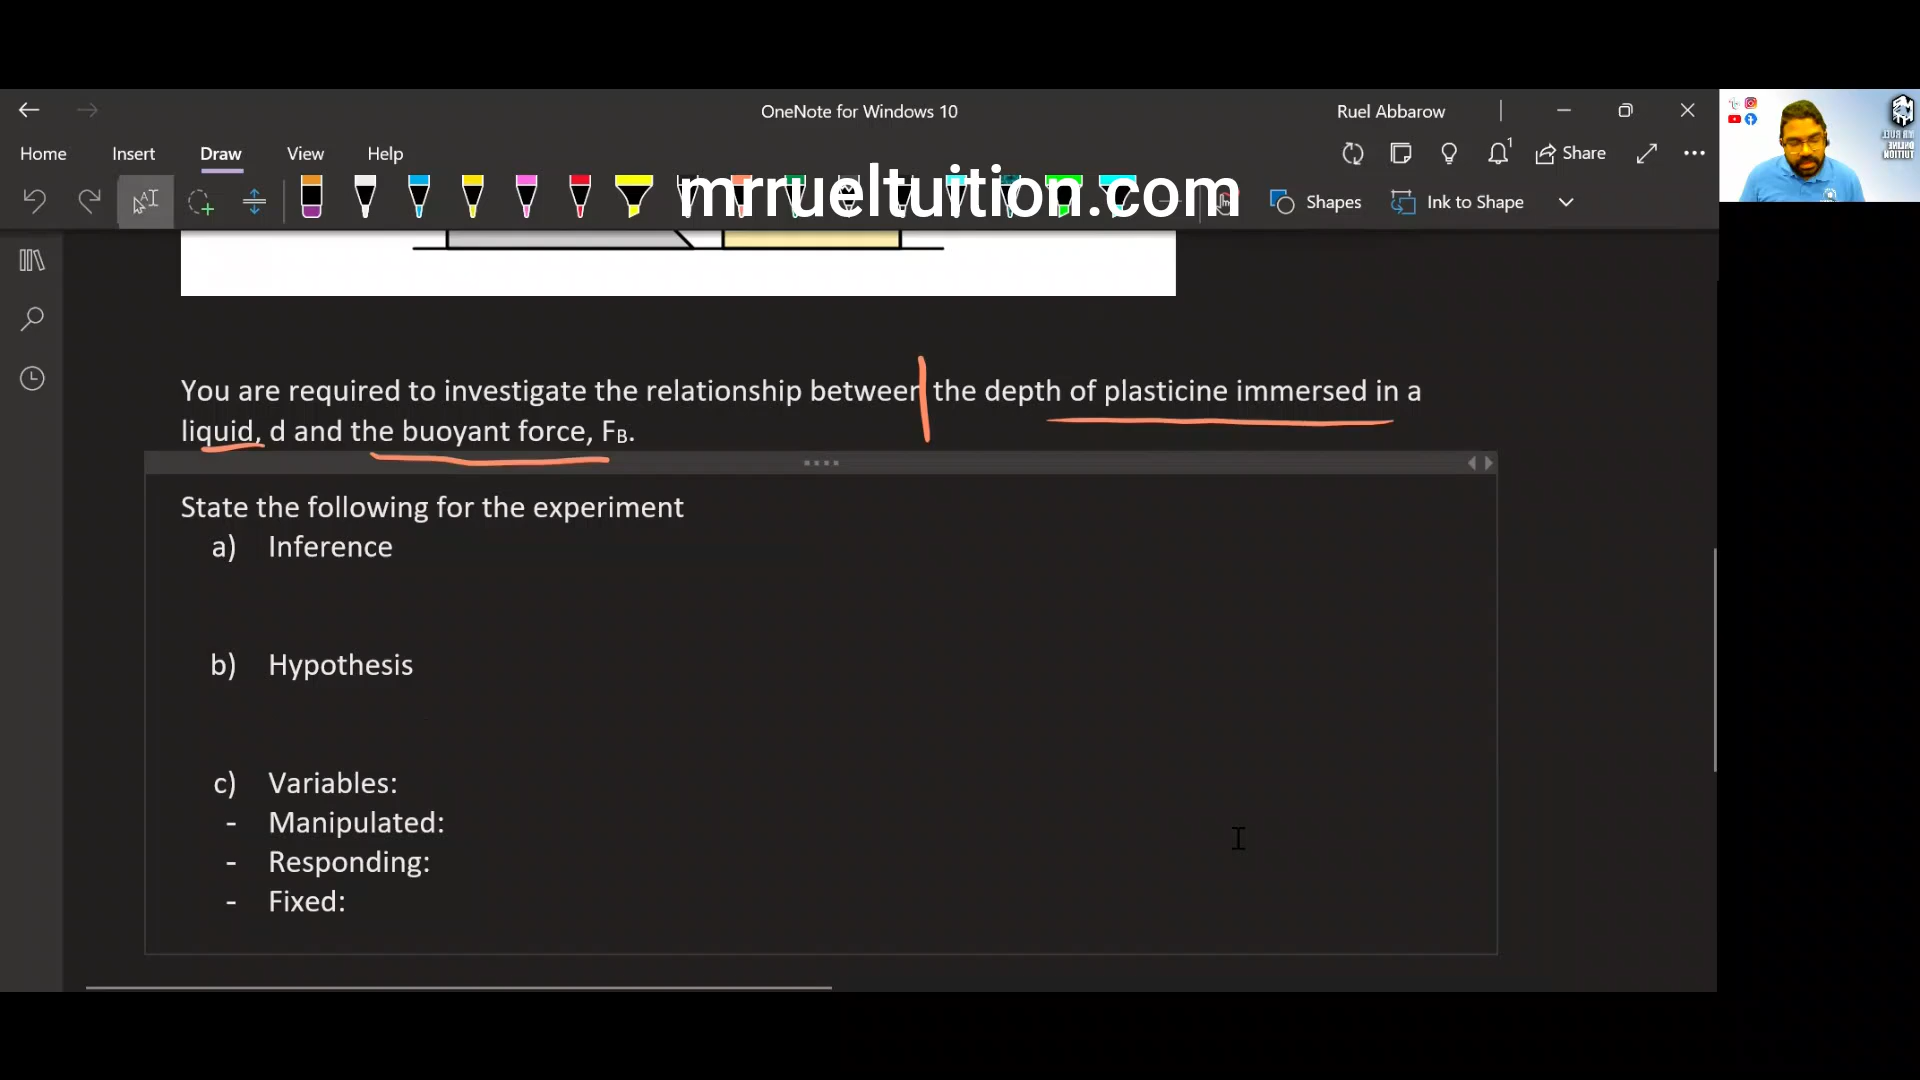 OneNote for Windows 10
Ruel Abbarow
Home Insert Draw View Help
1
Share
mrrueltuition.com
Shapes
Ink to Shape
You are required to investigate the relationship between the depth of plasticine immersed in a
liquid, d and the buoyant force, FB.
State the following for the experiment
a) Inference
b) Hypothesis
c) Variables:
- Manipulated:
- Responding:
- Fixed: